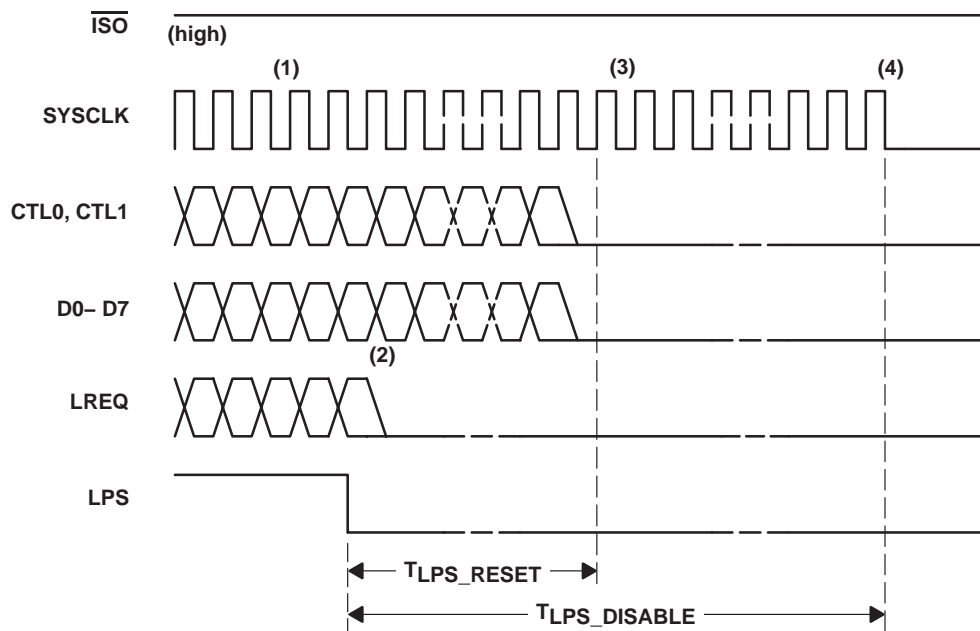 ISO
(high)
(1)
(3)
(4)
SYSCLK
CTL0, CTL1
D0– D7
(2)
LREQ
LPS
TLPS_RESET
TLPS_DISABLE